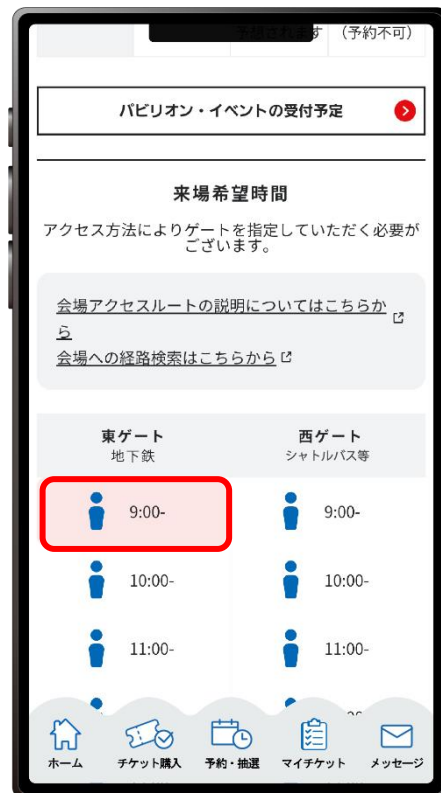 予想されます （予約不可）
パビリオン・イベントの受付予定
来場希望時間
アクセス方法によりゲートを指定していただく必要が
ございます。
会場アクセスルートの説明についてはこちらか
ら
会場への経路検索はこちらから
東ゲート 西ゲート
地下鉄 シャトルバス等
9:00- 9:00-
10:00- 10:00-
11:00- 11:00-
ホーム チケット購入 予約・抽選 マイチケット メッセージ